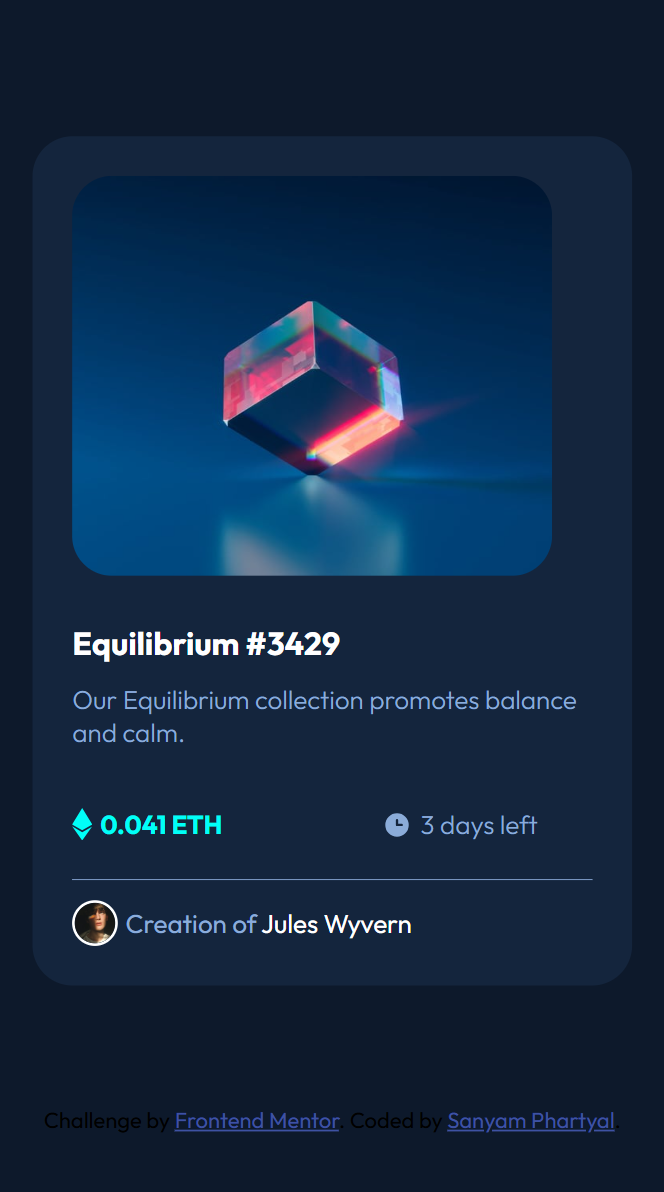 Equilibrium #3429
Our Equilibrium collection promotes balance
and calm.
0.041 ETH
3 days left
Creation of Jules Wyvern
Challenge by Frontend Mentor. Coded by Sanyam Phartyal.